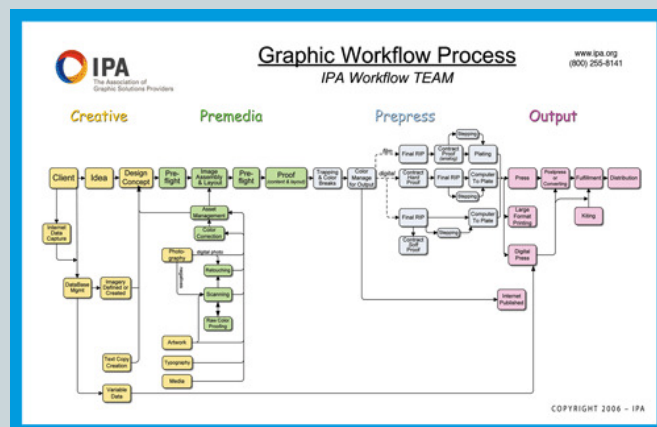 IPA
The Association of
Graphic Solutions Providers
Graphic Workflow Process
IPA Workflow TEAM
www.ipa.org
(800) 255-8141
Creative
Premedia
Prepress
Output
Client
Idea
Design
Concept
Pre-
flight
Image
Assembly
& Layout
Pre-
flight
Proof
(content & layout)
Trapping
& Color
Breaks
Color
Manage
for Output
film
digital
Final RIP
Contract
Proof
(analog)
Stepping
Plating
Contract
Hard
Proof
Final RIP
Stepping
Computer
To Plate
Final RIP
Contract
Soft
Proof
Stepping
Computer
To Plate
Press
Postpress
or
Converting
Fulfillment
Distribution
Large
Format
Printing
Kiting
Digital
Press
Internet
Published
Asset
Management
Color
Correction
Internet
Data
Capture
Photo-
graphy
digital photo
negatives
Retouching
DataBase
Mgmt
Imagery
Defined or
Created
Scanning
Raw Color
Proofing
Artwork
Text Copy
Creation
Typography
Media
Variable
Data
COPYRIGHT 2006 – IPA